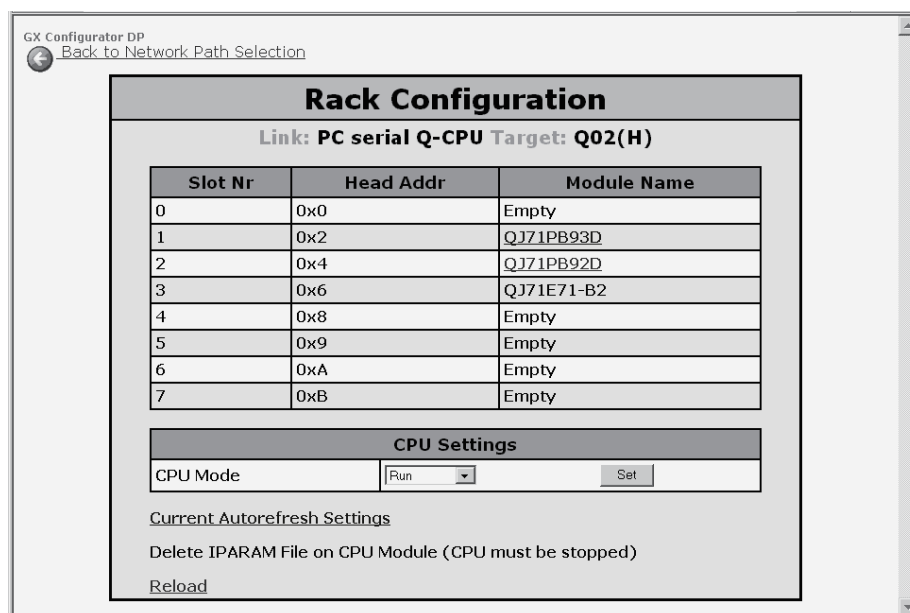 GX Configurator DP
Back to Network Path Selection
Rack Configuration
Link: PC serial Q-CPU Target: Q02(H)
Slot Nr Head Addr Module Name
0 0x0 Empty
1 0x2 QJ71PB93D
2 0x4 QJ71PB92D
3 0x6 QJ71E71-B2
4 0x8 Empty
5 0x9 Empty
6 0xA Empty
7 0xB Empty
CPU Settings
CPU Mode Run Set
Current Autorefresh Settings
Delete IPARAM File on CPU Module (CPU must be stopped)
Reload